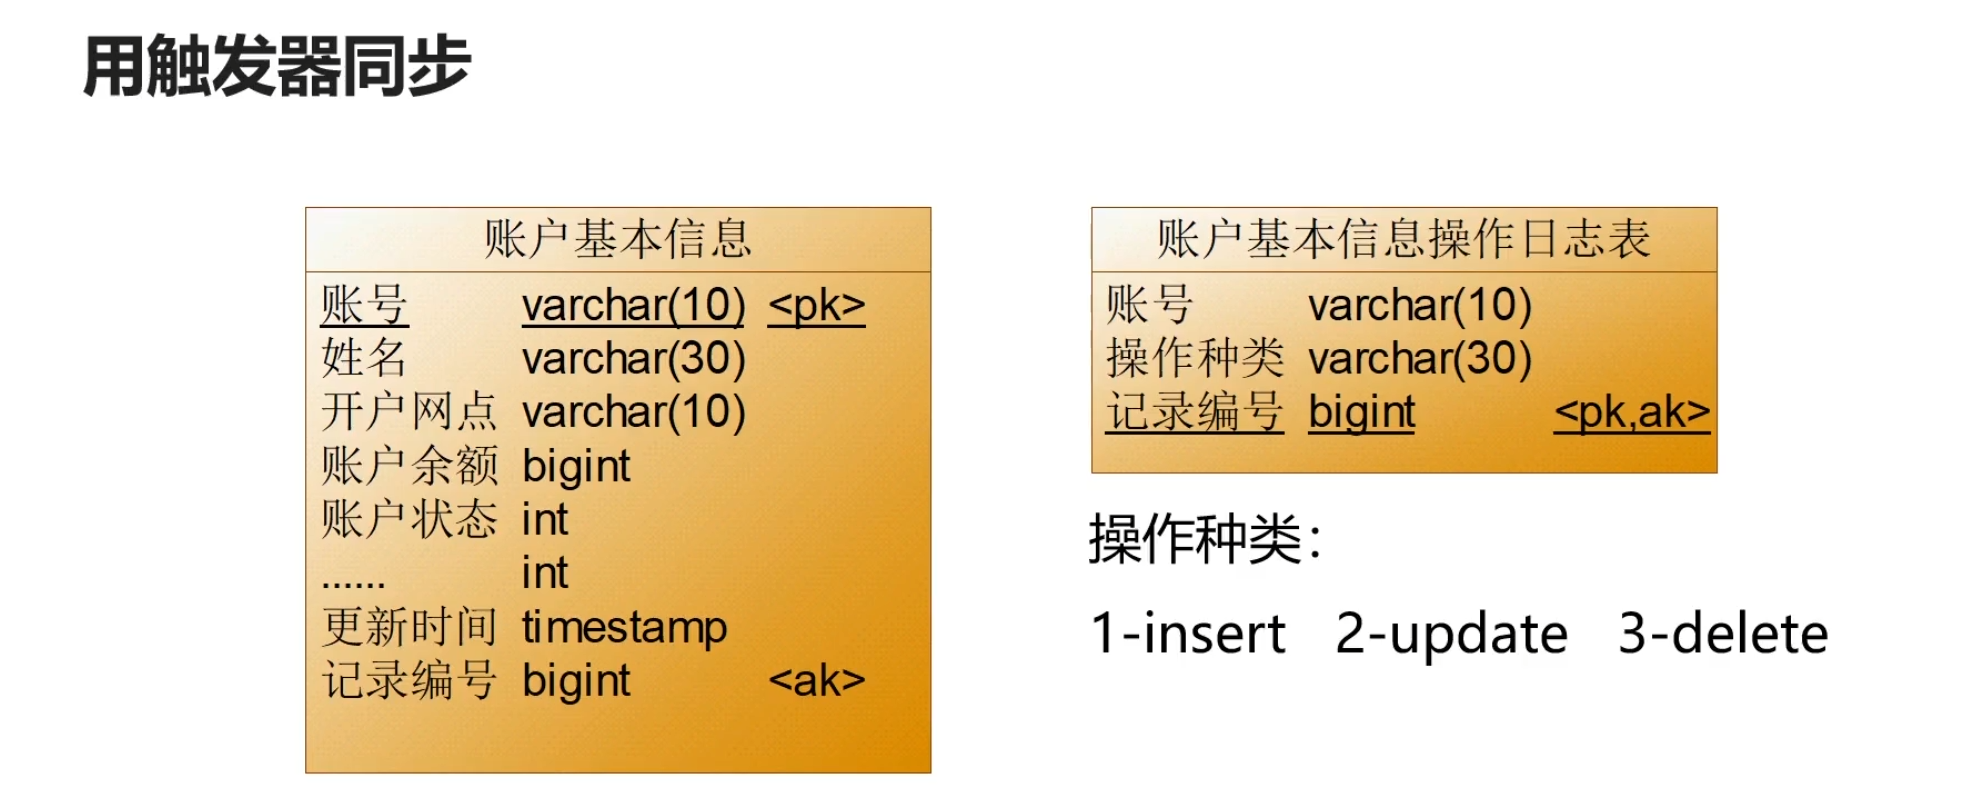 用触发器同步
账户基本信息
账号 varchar(10) <pk>
姓名 varchar(30)
开户网点 varchar(10)
账户余额 bigint
账户状态 int
...... int
更新时间 timestamp
记录编号 bigint <ak>
账户基本信息操作日志表
账号 varchar(10)
操作种类 varchar(30)
记录编号 bigint <pk,ak>
操作种类：
1-insert 2-update 3-delete